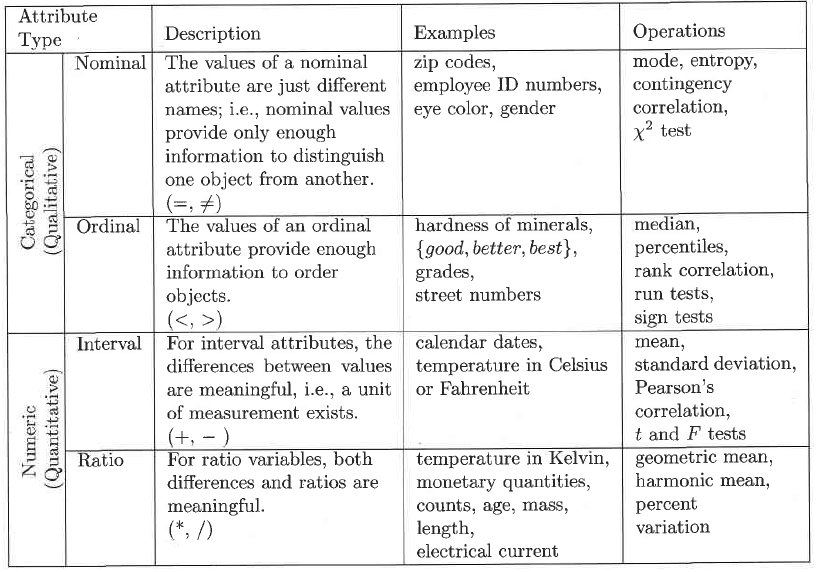 Attribute
Type
Description
Examples
Operations
Categorical
(Qualitative)
Nominal
The values of a nominal
attribute are just different
names; i.e., nominal values
provide only enough
information to distinguish
one object from another.
(=, ≠)
zip codes,
employee ID numbers,
eye color, gender
mode, entropy,
contingency
correlation,
χ² test
Ordinal
The values of an ordinal
attribute provide enough
information to order
objects.
(<, >)
hardness of minerals,
{good, better, best},
grades,
street numbers
median,
percentiles,
rank correlation,
run tests,
sign tests
Numeric
(Quantitative)
Interval
For interval attributes, the
differences between values
are meaningful, i.e., a unit
of measurement exists.
(+, − )
calendar dates,
temperature in Celsius
or Fahrenheit
mean,
standard deviation,
Pearson's
correlation,
t and F tests
Ratio
For ratio variables, both
differences and ratios are
meaningful.
(*, /)
temperature in Kelvin,
monetary quantities,
counts, age, mass,
length,
electrical current
geometric mean,
harmonic mean,
percent
variation